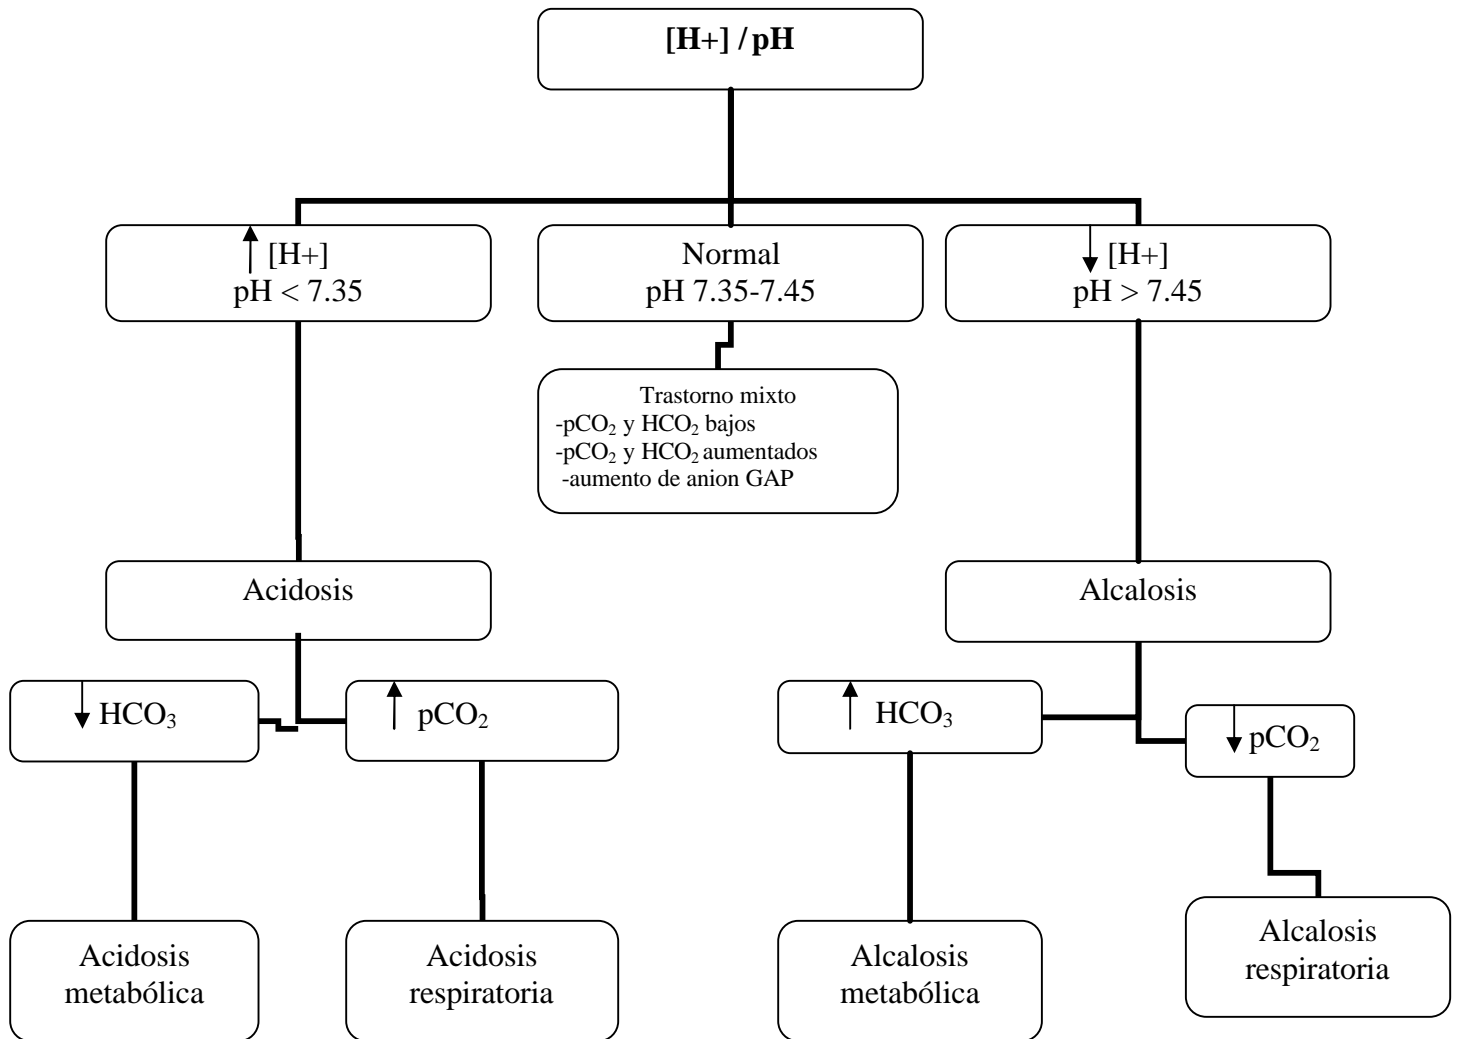 [H+] / pH
[H+]
pH < 7.35
Normal
pH 7.35-7.45
[H+]
pH > 7.45
Trastorno mixto
-pCO₂ y HCO₂ bajos
-pCO₂ y HCO₂ aumentados
-aumento de anion GAP
Acidosis
Alcalosis
HCO₃
pCO₂
HCO₃
pCO₂
Acidosis
metabólica
Acidosis
respiratoria
Alcalosis
metabólica
Alcalosis
respiratoria